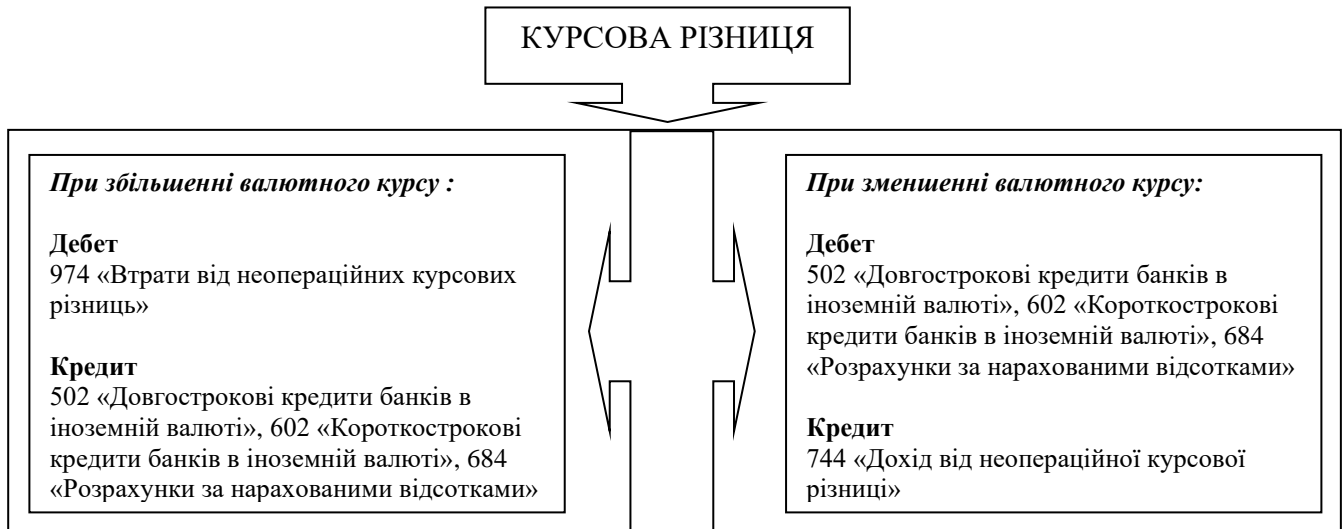 КУРСОВА РІЗНИЦЯ
При збільшенні валютного курсу :
Дебет
974 «Втрати від неопераційних курсових
різниць»
Кредит
502 «Довгострокові кредити банків в
іноземній валюті», 602 «Короткострокові
кредити банків в іноземній валюті», 684
«Розрахунки за нарахованими відсотками»
При зменшенні валютного курсу:
Дебет
502 «Довгострокові кредити банків в
іноземній валюті», 602 «Короткострокові
кредити банків в іноземній валюті», 684
«Розрахунки за нарахованими відсотками»
Кредит
744 «Дохід від неопераційної курсової
різниці»